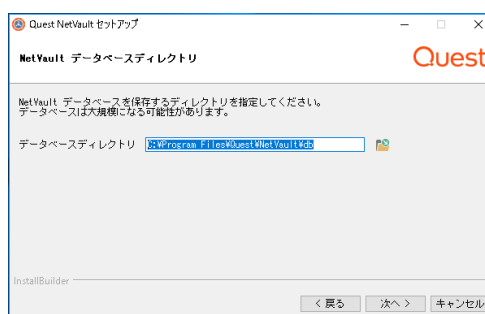 Quest NetVault セットアップ
NetVault データベースディレクトリ
Quest
NetVault データベースを保存するディレクトリを指定してください。
データベースは大規模になる可能性があります。
データベースディレクトリ C:¥Program Files¥Quest¥NetVault¥db
InstallBuilder
< 戻る 次へ > キャンセル